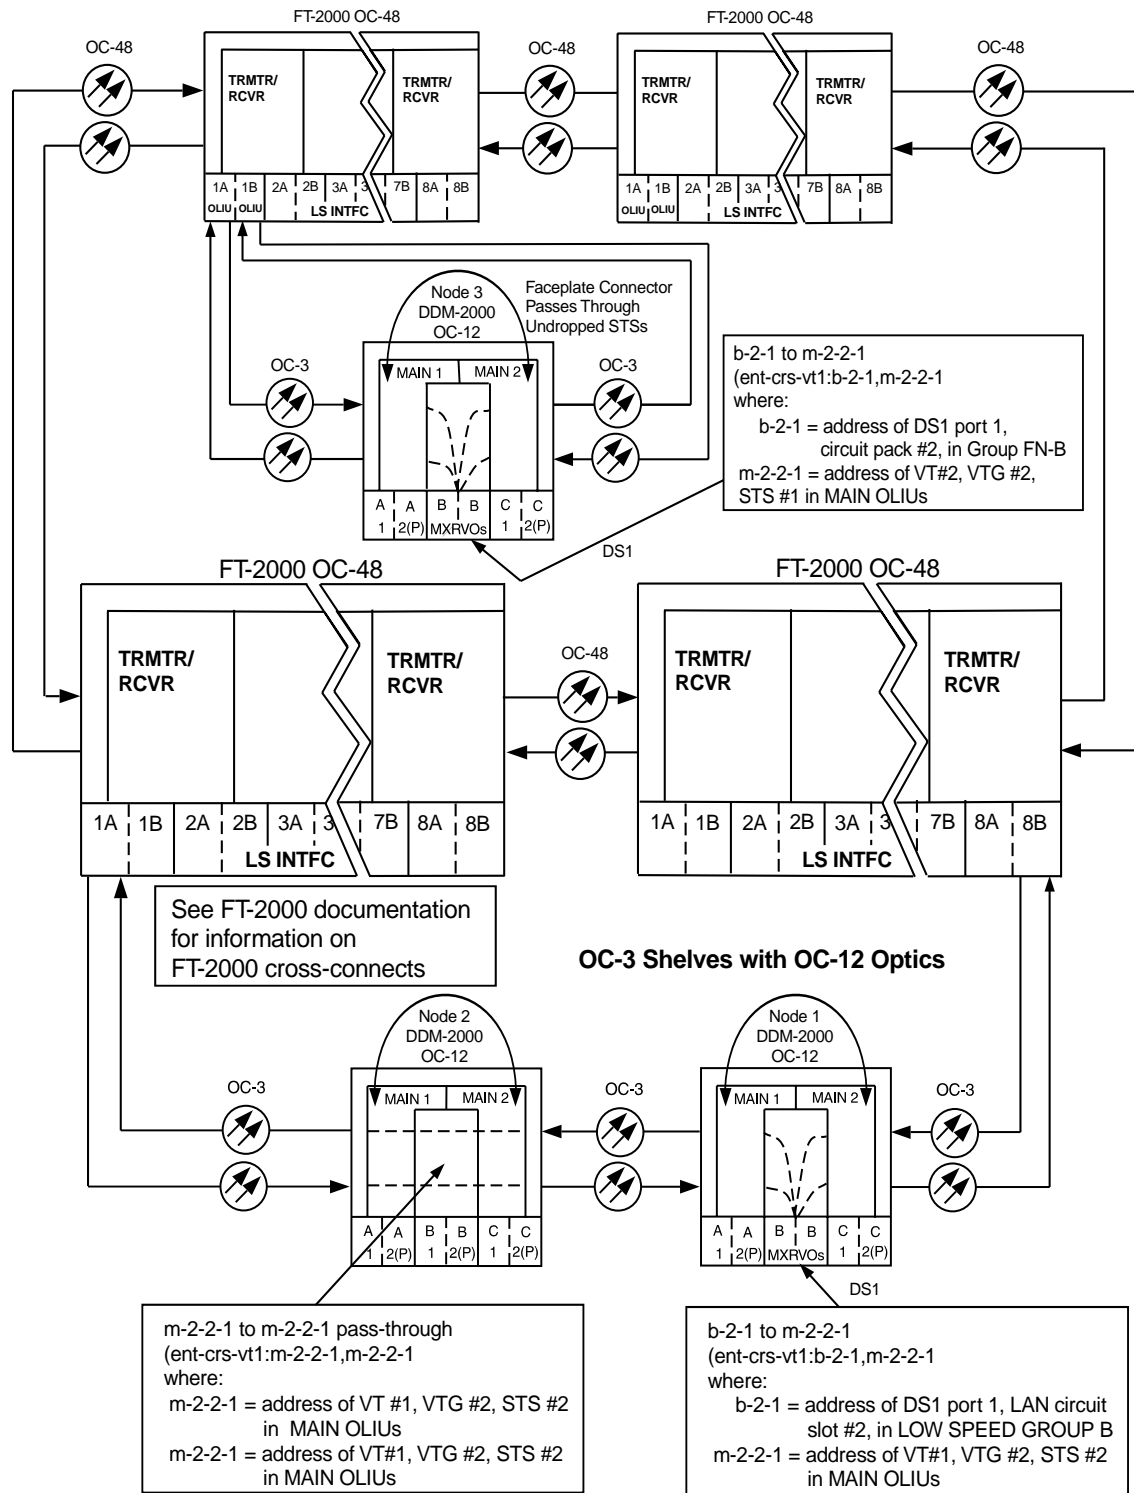 FT-2000 OC-48
FT-2000 OC-48
OC-48
OC-48
OC-48
TRMTR/
RCVR
TRMTR/
RCVR
TRMTR/
RCVR
TRMTR/
RCVR
1A 1B 2A 2B 3A 3 7B 8A 8B
OLIU OLIU LS INTFC
1A 1B 2A 2B 3A 3 7B 8A 8B
OLIU OLIU LS INTFC
Node 3
DDM-2000
OC-12
Faceplate Connector
Passes Through
Undropped STSs
OC-3
OC-3
MAIN 1 MAIN 2
A A B B C C
1 2(P) MXRVOs 1 2(P)
DS1
b-2-1 to m-2-2-1
(ent-crs-vt1:b-2-1,m-2-2-1
where:
b-2-1 = address of DS1 port 1,
circuit pack #2, in Group FN-B
m-2-2-1 = address of VT#2, VTG #2,
STS #1 in MAIN OLIUs
FT-2000 OC-48
FT-2000 OC-48
TRMTR/
RCVR
TRMTR/
RCVR
OC-48
TRMTR/
RCVR
TRMTR/
RCVR
1A 1B 2A 2B 3A 3 7B 8A 8B
LS INTFC
1A 1B 2A 2B 3A 3 7B 8A 8B
LS INTFC
See FT-2000 documentation
for information on
FT-2000 cross-connects
OC-3 Shelves with OC-12 Optics
Node 2
DDM-2000
OC-12
Node 1
DDM-2000
OC-12
OC-3
OC-3
OC-3
MAIN 1 MAIN 2
MAIN 1 MAIN 2
A A B B C C
1 2(P) 1 2(P) 1 2(P)
A A B B C C
1 2(P) MXRVOs 1 2(P)
DS1
m-2-2-1 to m-2-2-1 pass-through
(ent-crs-vt1:m-2-2-1,m-2-2-1
where:
m-2-2-1 = address of VT #1, VTG #2, STS #2
in MAIN OLIUs
m-2-2-1 = address of VT#1, VTG #2, STS #2
in MAIN OLIUs
b-2-1 to m-2-2-1
(ent-crs-vt1:b-2-1,m-2-2-1
where:
b-2-1 = address of DS1 port 1, LAN circuit
slot #2, in LOW SPEED GROUP B
m-2-2-1 = address of VT#1, VTG #2, STS #2
in MAIN OLIUs